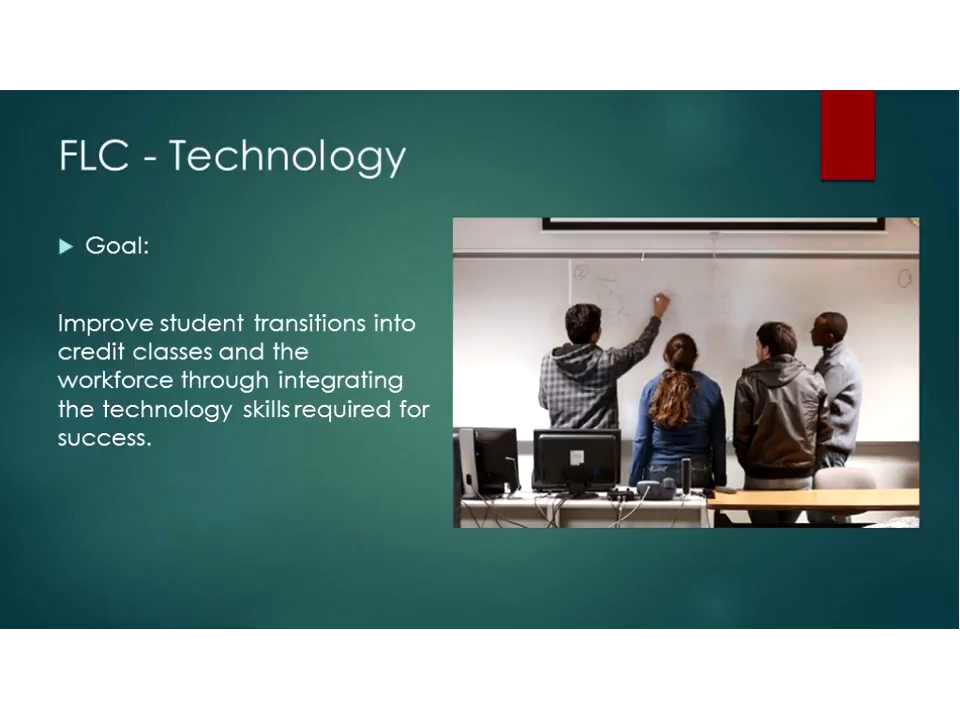 FLC - Technology
Goal:
Improve student transitions into
credit classes and the
workforce through integrating
the technology skills required for
success.